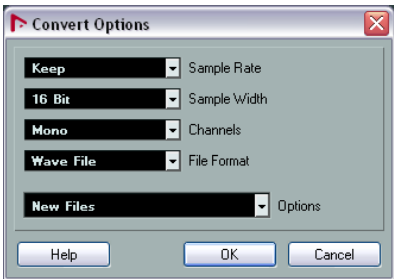 Convert Options
Keep Sample Rate
16 Bit Sample Width
Mono Channels
Wave File File Format
New Files Options
Help OK Cancel